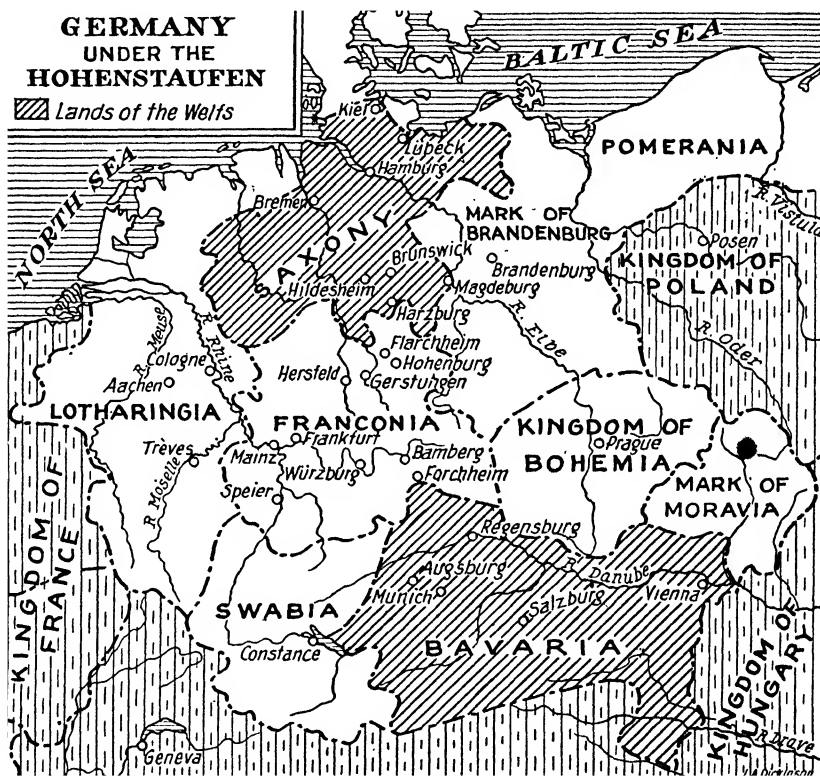 GERMANY
UNDER THE
HOHENSTAUFEN
Lands of the Welfs
BALTIC SEA
NORTH SEA
Kiel
Lübeck
Hamburg
POMERANIA
R. Vistula
Bremen
SAXONY
MARK OF
BRANDENBURG
Posen
KINGDOM OF
POLAND
Brunswick
Brandenburg
Hildesheim
Magdeburg
Harzburg
R. Elbe
R. Oder
R. Meuse
R. Rhine
Cologne
Aachen
Flarchheim
Hohenburg
Hersfeld
Gerstungen
LOTHARINGIA
FRANCONIA
KINGDOM OF
BOHEMIA
Prague
Frankfurt
Trèves
Mainz
Würzburg
Bamberg
Forchheim
MARK OF
MORAVIA
R. Moselle
Speier
KINGDOM OF
FRANCE
Regensburg
Augsburg
Munich
R. Danube
Vienna
SWABIA
Salzburg
BAVARIA
Constance
KINGDOM OF
HUNGARY
Geneva
R. Drave